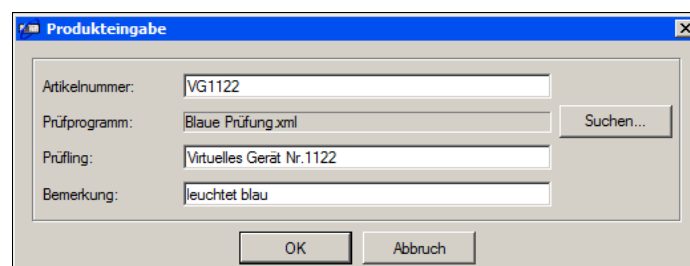 Produkteingabe
Artikelnummer: VG1122
Prüfprogramm: Blaue Prüfung.xml Suchen...
Prüfling: Virtuelles Gerät Nr.1122
Bemerkung: leuchtet blau
OK Abbruch